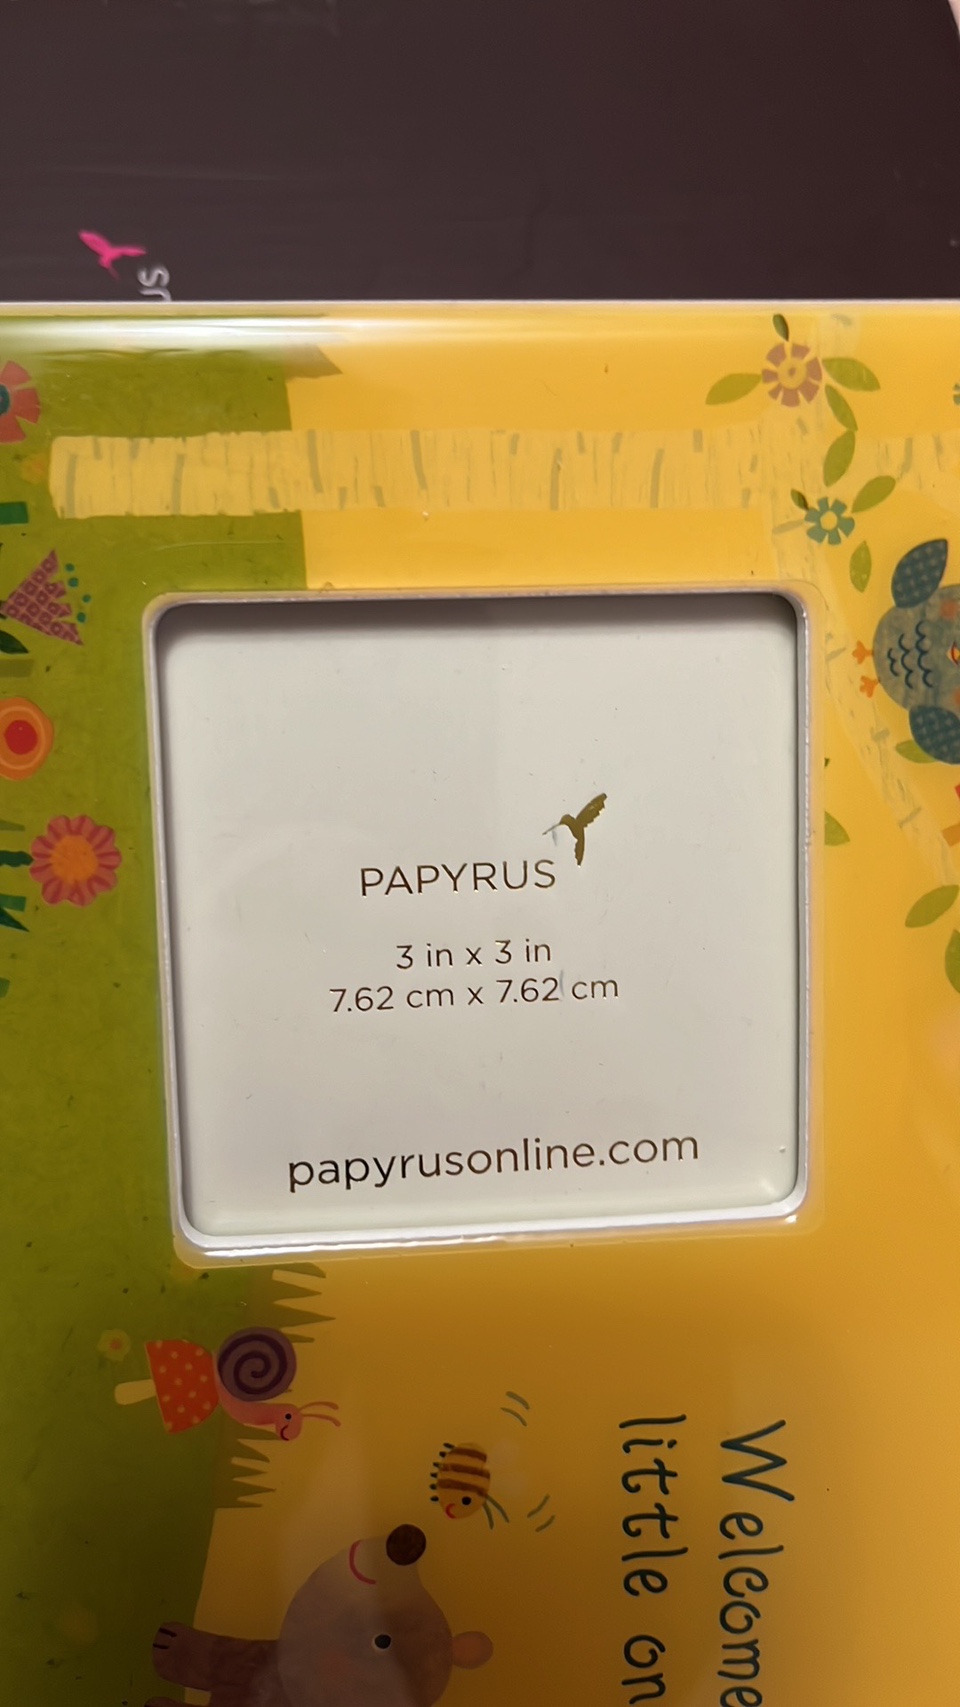 PAPYRUS
3 in x 3 in
7.62 cm x 7.62 cm
papyrusonline.com
Welcome
little on